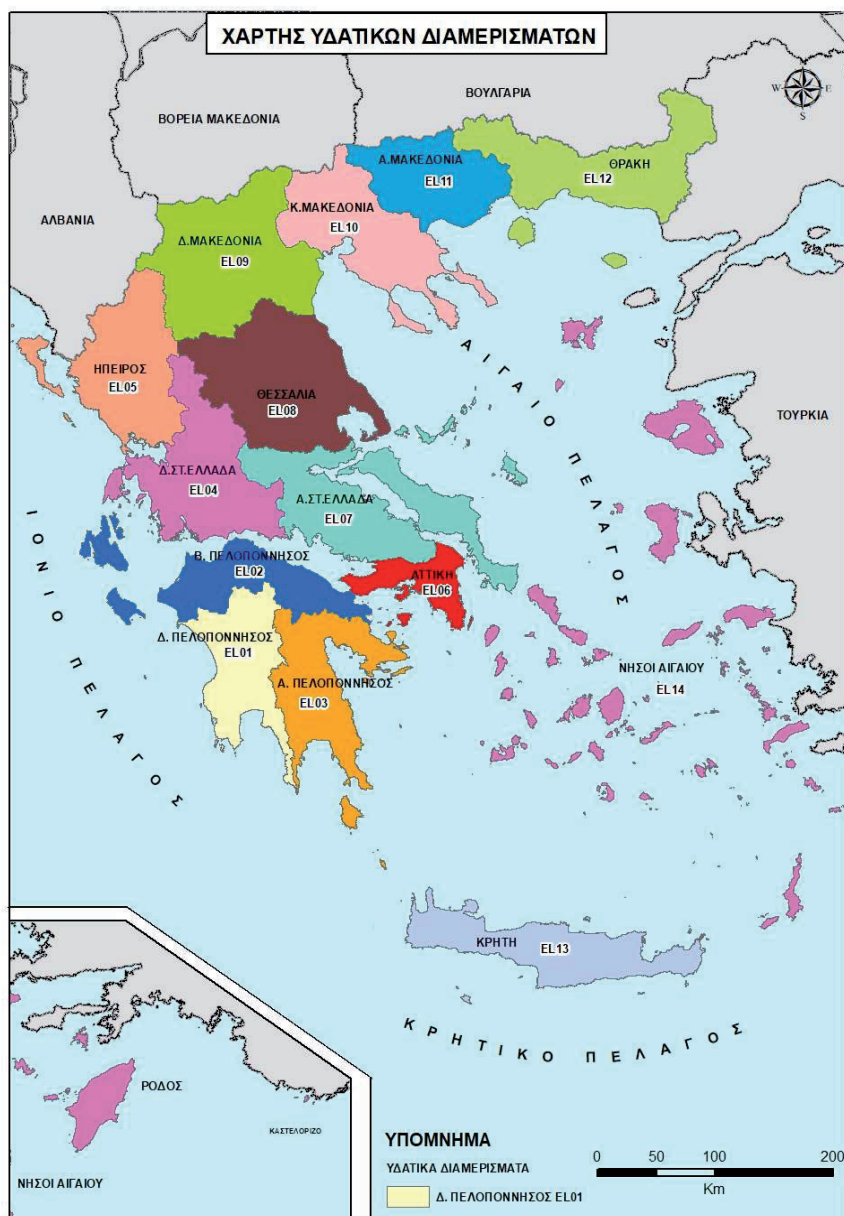 ΧΑΡΤΗΣ ΥΔΑΤΙΚΩΝ ΔΙΑΜΕΡΙΣΜΑΤΩΝ
ΒΟΥΛΓΑΡΙΑ
N
W E
S
ΒΟΡΕΙΑ ΜΑΚΕΔΟΝΙΑ
Α.ΜΑΚΕΔΟΝΙΑ
EL11
ΘΡΑΚΗ
EL12
ΑΛΒΑΝΙΑ
Κ.ΜΑΚΕΔΟΝΙΑ
EL10
Δ.ΜΑΚΕΔΟΝΙΑ
EL09
ΗΠΕΙΡΟΣ
EL05
ΘΕΣΣΑΛΙΑ
EL08
ΑΙΓΑΙΟ ΠΕΛΑΓΟΣ
ΤΟΥΡΚΙΑ
Δ.ΣΤ.ΕΛΛΑΔΑ
EL04
Α.ΣΤ.ΕΛΛΑΔΑ
EL07
ΙΟΝΙΟ ΠΕΛΑΓΟΣ
Β. ΠΕΛΟΠΟΝΝΗΣΟΣ
EL02
ΑΤΤΙΚΗ
EL06
Δ. ΠΕΛΟΠΟΝΝΗΣΟΣ
EL01
Α. ΠΕΛΟΠΟΝΝΗΣΟΣ
EL03
ΝΗΣΟΙ ΑΙΓΑΙΟΥ
EL14
ΚΡΗΤΗ
EL13
ΚΡΗΤΙΚΟ ΠΕΛΑΓΟΣ
ΡΟΔΟΣ
ΚΑΣΤΕΛΟΡΙΖΟ
ΝΗΣΟΙ ΑΙΓΑΙΟΥ
ΥΠΟΜΝΗΜΑ
ΥΔΑΤΙΚΑ ΔΙΑΜΕΡΙΣΜΑΤΑ
Δ. ΠΕΛΟΠΟΝΝΗΣΟΣ EL01
0 50 100 200
Km